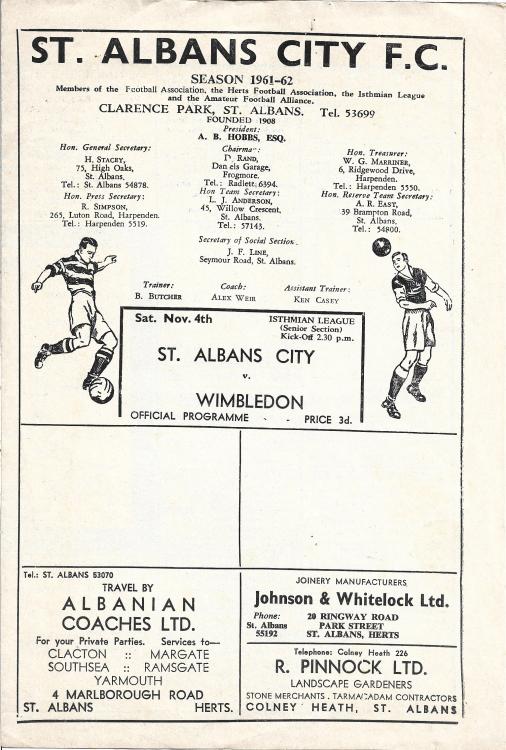 ST. ALBANS CITY F.C.
SEASON 1961-62
Members of the Football Association, the Herts Football Association, the Isthmian League
and the Amateur Football Alliance.
CLARENCE PARK, ST. ALBANS. Tel. 53699
FOUNDED 1908
President:
A. B. HOBBS, ESQ.
Hon. General Secretary:
H. STACEY,
75, High Oaks,
St. Albans.
Tel.: St. Albans 54878.
Hon. Press Secretary:
R. SIMPSON,
265, Luton Road, Harpenden.
Tel.: Harpenden 5519.
Chairman:
D. RAND,
Daniels Garage,
Frogmore.
Tel.: Radlett 6394.
Hon Team Secretary:
L. J. ANDERSON,
45, Willow Crescent,
St. Albans.
Tel.: 57143.
Hon. Treasurer:
W. G. MARRINER,
6, Ridgewood Drive,
Harpenden.
Tel.: Harpenden 5550.
Hon. Reserve Team Secretary:
A. R. EAST,
39 Brampton Road,
St. Albans.
Tel.: 54800.
Secretary of Social Section.
J. F. LINE,
Seymour Road, St. Albans.
Trainer:
B. BUTCHER
Coach:
ALEX WEIR
Assistant Trainer:
KEN CASEY
Sat. Nov. 4th
ISTHMIAN LEAGUE
(Senior Section)
Kick-Off 2.30 p.m.
ST. ALBANS CITY
v.
WIMBLEDON
OFFICIAL PROGRAMME - - PRICE 3d.
Tel.: ST. ALBANS 53070
TRAVEL BY
ALBANIAN
COACHES LTD.
For your Private Parties. Services to—
CLACTON :: MARGATE
SOUTHSEA :: RAMSGATE
YARMOUTH
4 MARLBOROUGH ROAD
ST. ALBANS HERTS.
JOINERY MANUFACTURERS
Johnson & Whitelock Ltd.
Phone:
St. Albans
55192
20 RINGWAY ROAD
PARK STREET
ST. ALBANS, HERTS
Telephone: Colney Heath 226
R. PINNOCK LTD.
LANDSCAPE GARDENERS
STONE MERCHANTS . TARMACADAM CONTRACTORS
COLNEY HEATH, ST. ALBANS